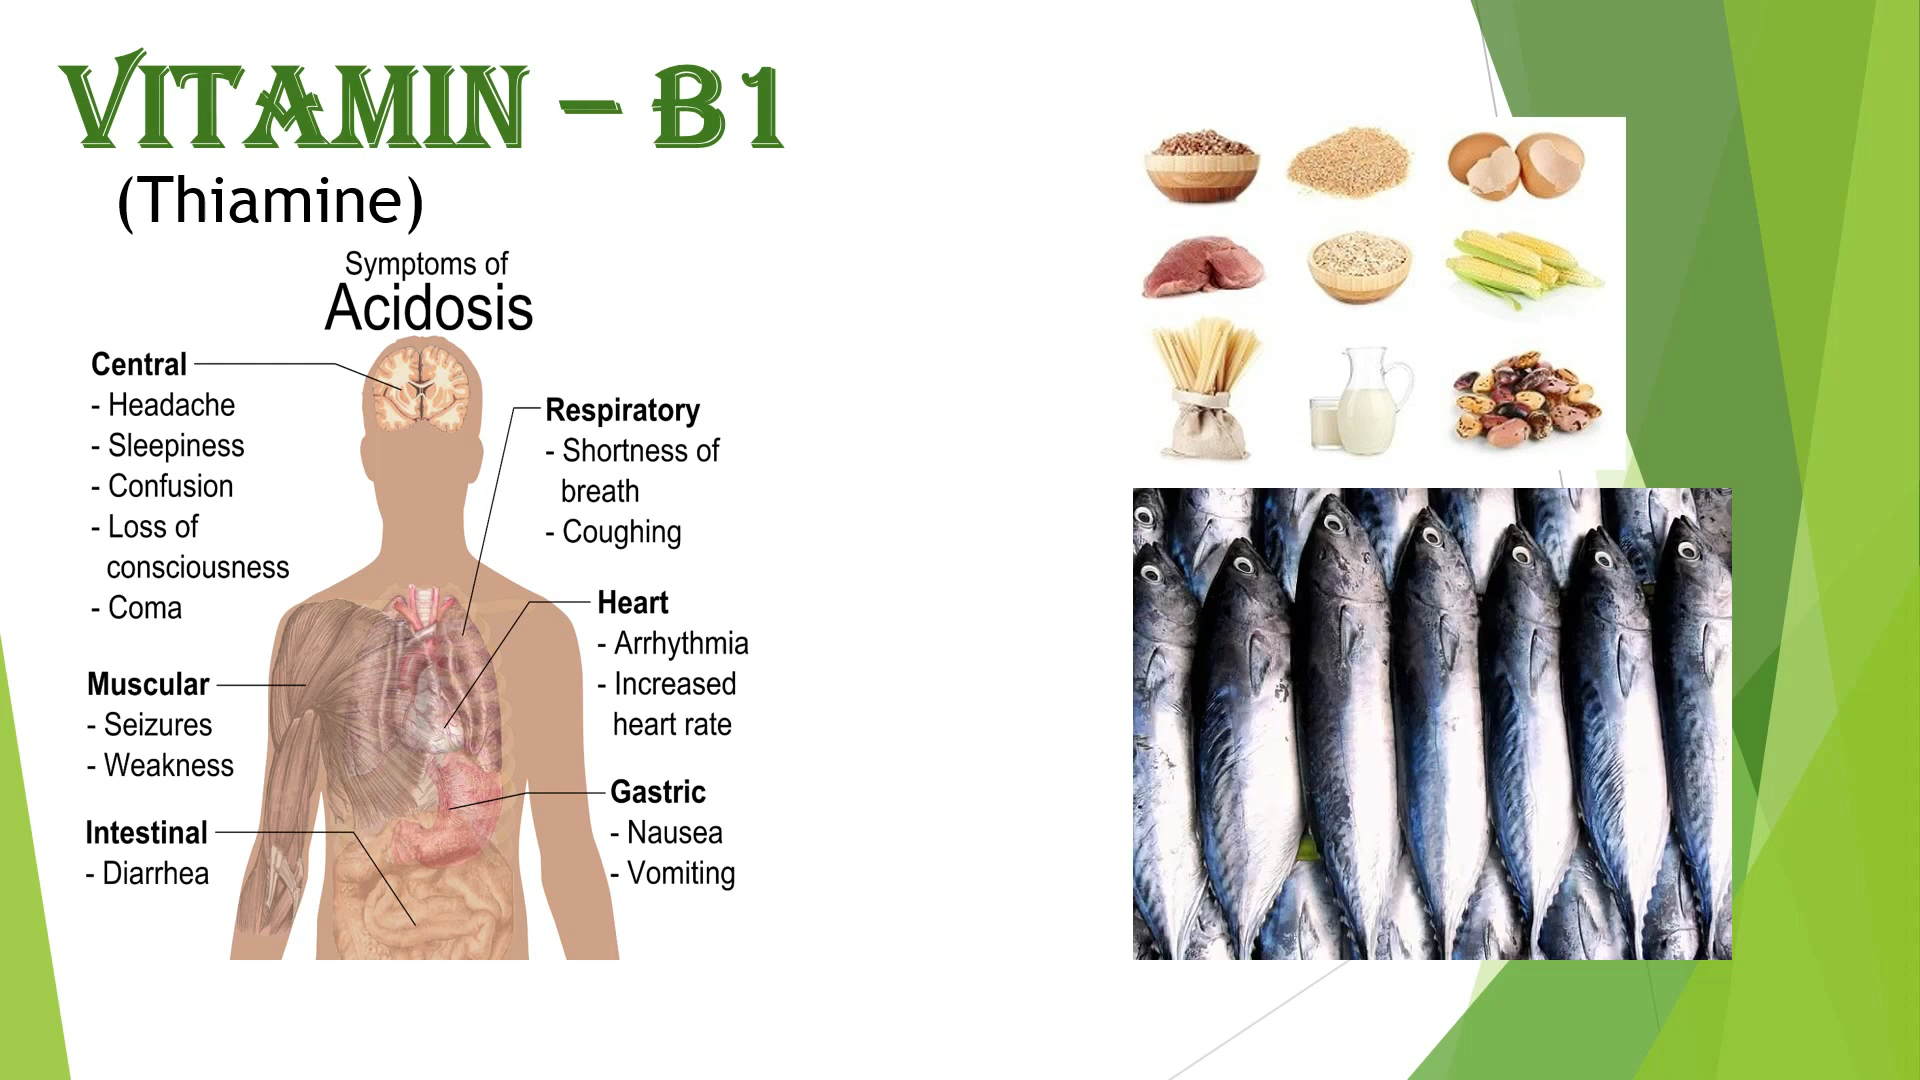 VITAMIN – B1
(Thiamine)
Symptoms of
Acidosis
Central
- Headache
- Sleepiness
- Confusion
- Loss of
consciousness
- Coma
Muscular
- Seizures
- Weakness
Intestinal
- Diarrhea
Respiratory
- Shortness of
breath
- Coughing
Heart
- Arrhythmia
- Increased
heart rate
Gastric
- Nausea
- Vomiting